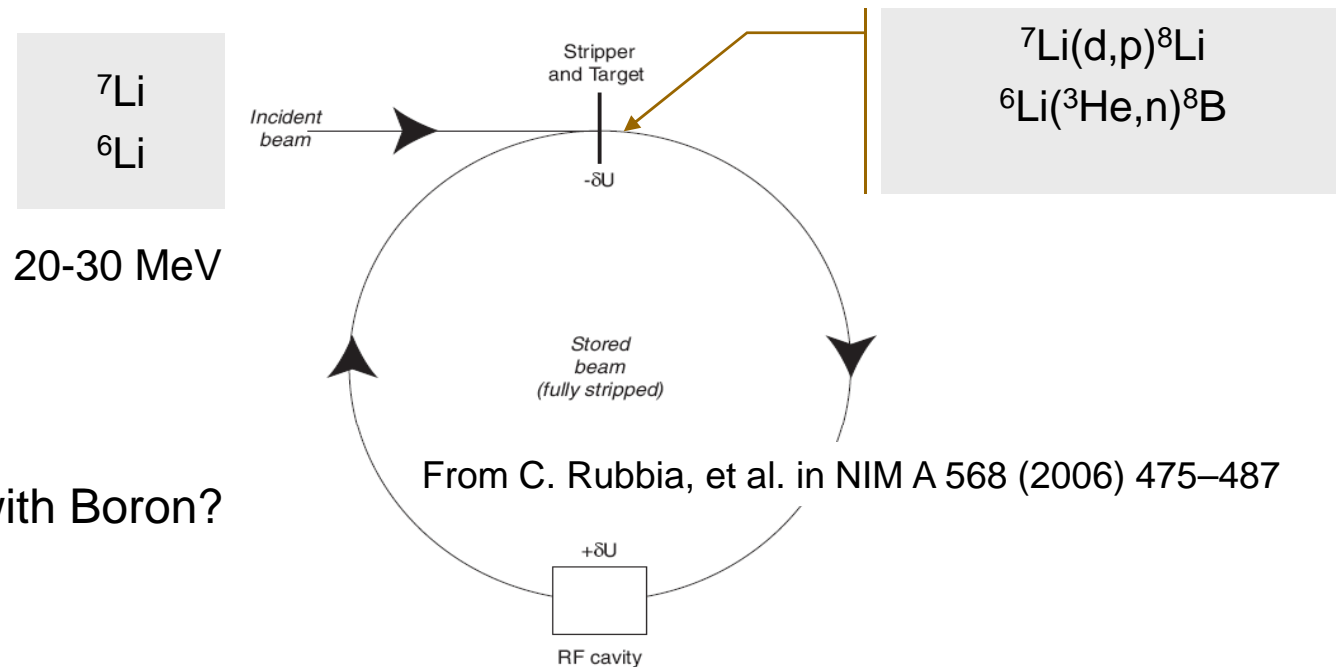 ⁷Li
⁶Li
20-30 MeV
Incident
beam
Stripper
and Target
-δU
⁷Li(d,p)⁸Li
⁶Li(³He,n)⁸B
Stored
beam
(fully stripped)
From C. Rubbia, et al. in NIM A 568 (2006) 475–487
with Boron?
+δU
RF cavity